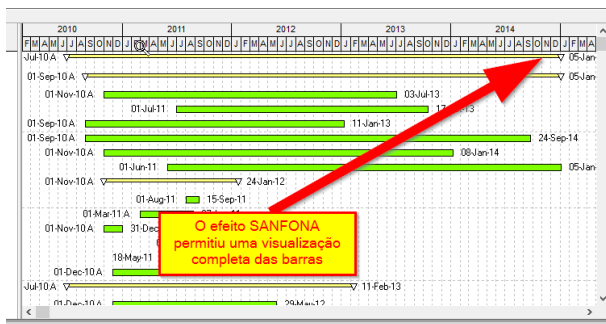 2010 2011 2012 2013 2014
F M A M J J A S O N D J F M A M J J A S O N D J F M A M J J A S O N D J F M A M J J A S O N D J F M A M J J A S O N D J F M A
Jul-10 A 05-Jan-
01-Sep-10 A 05-Jan-
01-Nov-10 A 03-Jul-13
01-Jul-11
01-Sep-10 A 11-Jan-13
01-Sep-10 A 24-Sep-14
01-Nov-10 A 08-Jan-14
01-Jun-11 05-Jan-
01-Nov-10 A 24-Jan-12
01-Aug-11 15-Sep-11
01-Mar-11 A
01-Nov-10 A 31-Dec
18-May-11
01-Dec-10 A
Jul-10 A 11-Feb-13
01-Dec-10 A 29-May-12
O efeito SANFONA
permitiu uma visualização
completa das barras